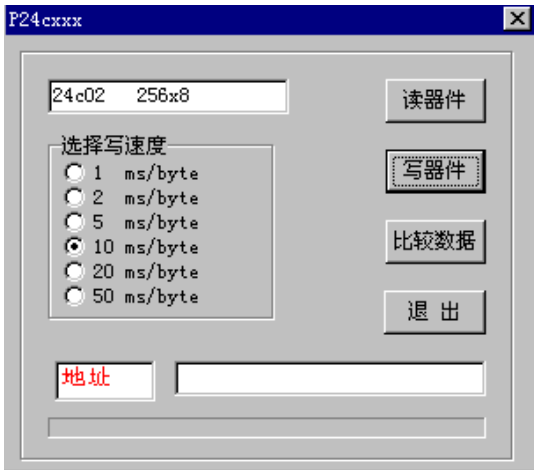 P24cxxx
24c02 256x8
读器件
选择写速度
1 ms/byte
写器件
2 ms/byte
5 ms/byte
10 ms/byte
比较数据
20 ms/byte
50 ms/byte
退 出
地址